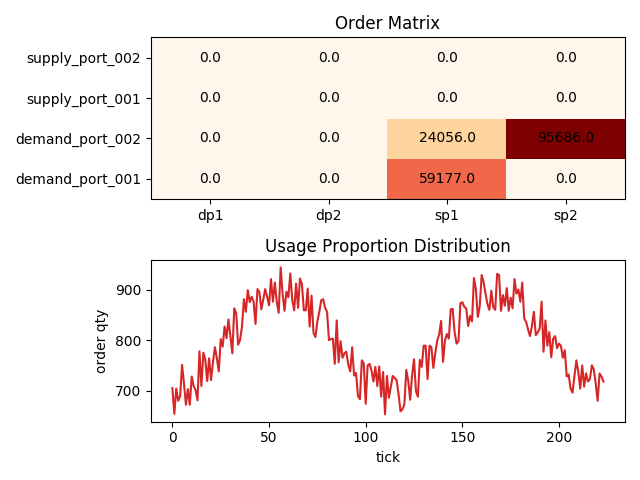 Order Matrix
supply_port_002 0.0 0.0 0.0 0.0
supply_port_001 0.0 0.0 0.0 0.0
demand_port_002 0.0 0.0 24056.0 95686.0
demand_port_001 0.0 0.0 59177.0 0.0
dp1 dp2 sp1 sp2
Usage Proportion Distribution
order qty
900
800
700
0 50 100 150 200
tick